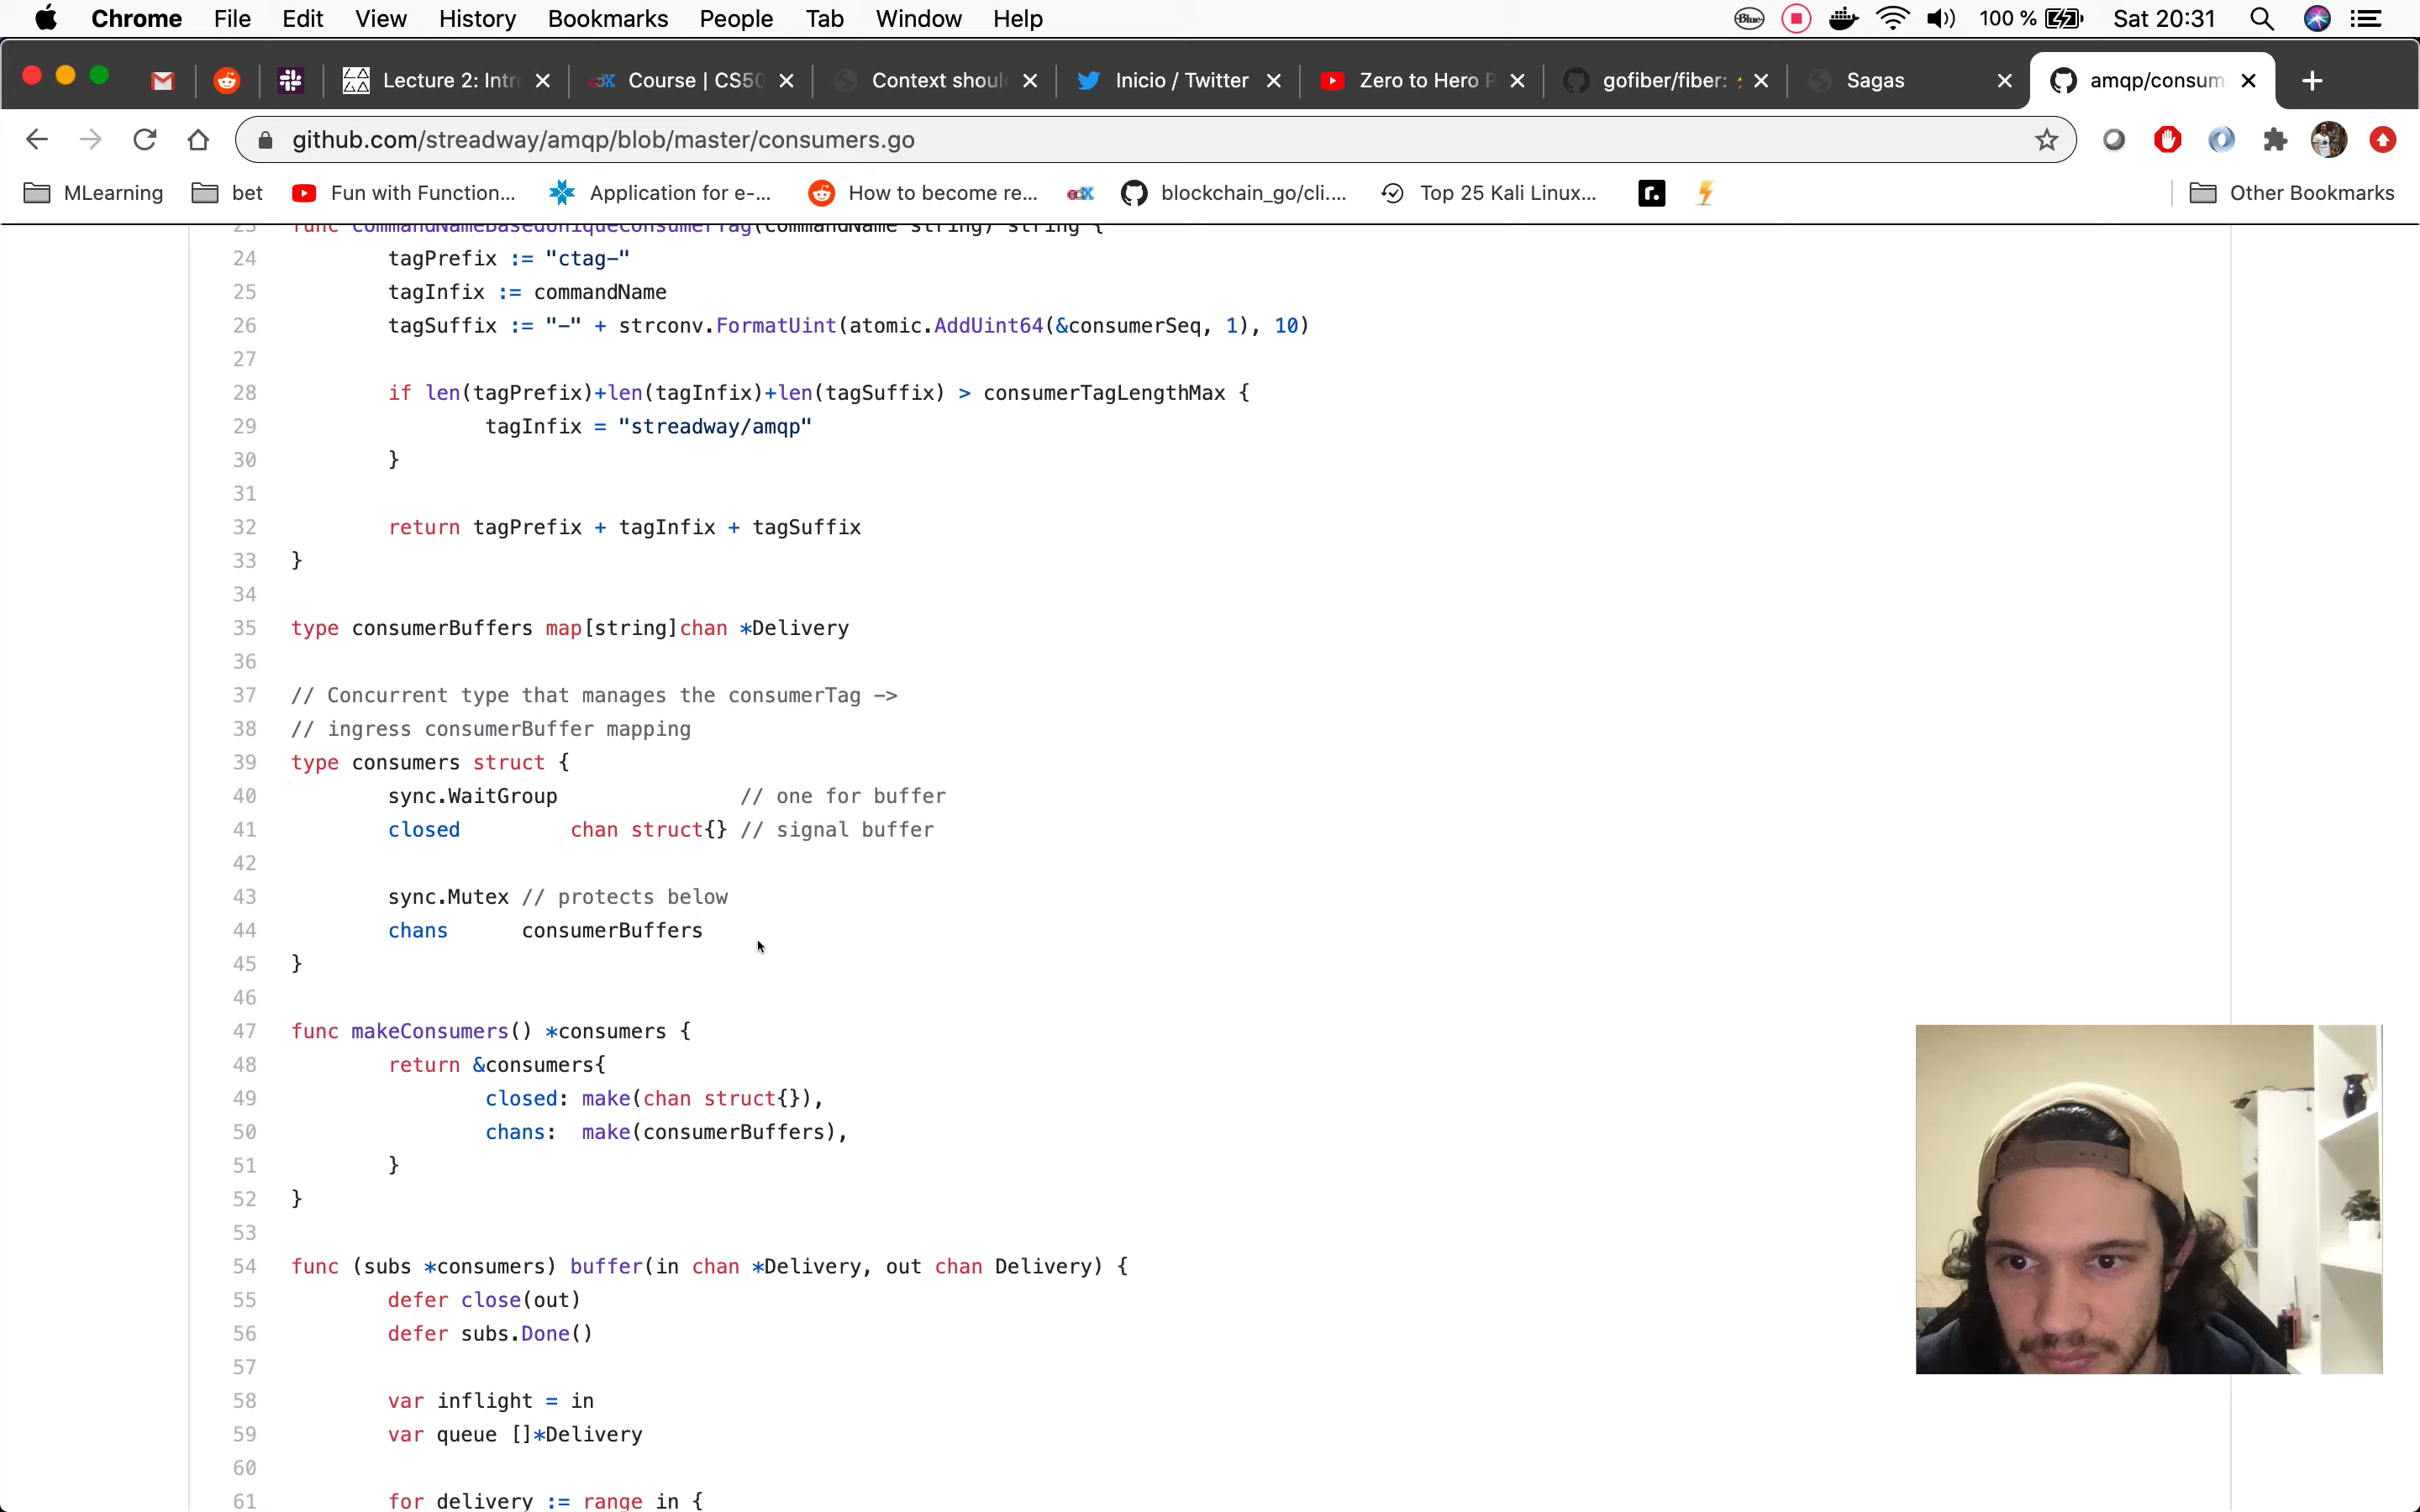 Chrome File Edit View History Bookmarks People Tab Window Help Blue 100 % Sat 20:31
Lecture 2: Intr Course | CS50 Context shoul Inicio / Twitter Zero to Hero P gofiber/fiber: Sagas amqp/consum
github.com/streadway/amqp/blob/master/consumers.go
MLearning bet Fun with Function... Application for e-... How to become re... edX blockchain_go/cli.... Top 25 Kali Linux... r. Other Bookmarks
23 func commandNameBasedUniqueConsumerTag(commandName string) string {
24 tagPrefix := "ctag-"
25 tagInfix := commandName
26 tagSuffix := "-" + strconv.FormatUint(atomic.AddUint64(&consumerSeq, 1), 10)
27
28 if len(tagPrefix)+len(tagInfix)+len(tagSuffix) > consumerTagLengthMax {
29 tagInfix = "streadway/amqp"
30 }
31
32 return tagPrefix + tagInfix + tagSuffix
33 }
34
35 type consumerBuffers map[string]chan *Delivery
36
37 // Concurrent type that manages the consumerTag ->
38 // ingress consumerBuffer mapping
39 type consumers struct {
40 sync.WaitGroup // one for buffer
41 closed chan struct{} // signal buffer
42
43 sync.Mutex // protects below
44 chans consumerBuffers
45 }
46
47 func makeConsumers() *consumers {
48 return &consumers{
49 closed: make(chan struct{}),
50 chans: make(consumerBuffers),
51 }
52 }
53
54 func (subs *consumers) buffer(in chan *Delivery, out chan Delivery) {
55 defer close(out)
56 defer subs.Done()
57
58 var inflight = in
59 var queue []*Delivery
60
61 for delivery := range in {